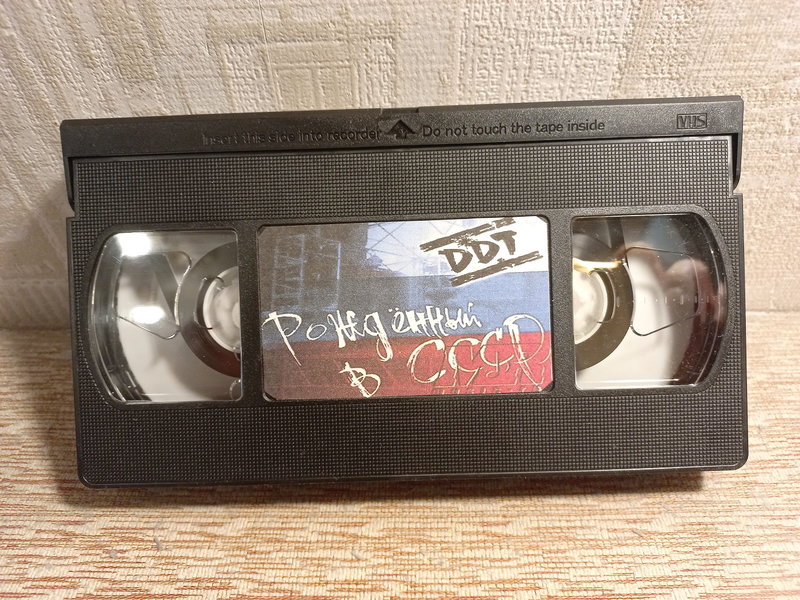 Insert this side into recorder Do not touch the tape inside VHS
DDT
Рождённый
в СССР